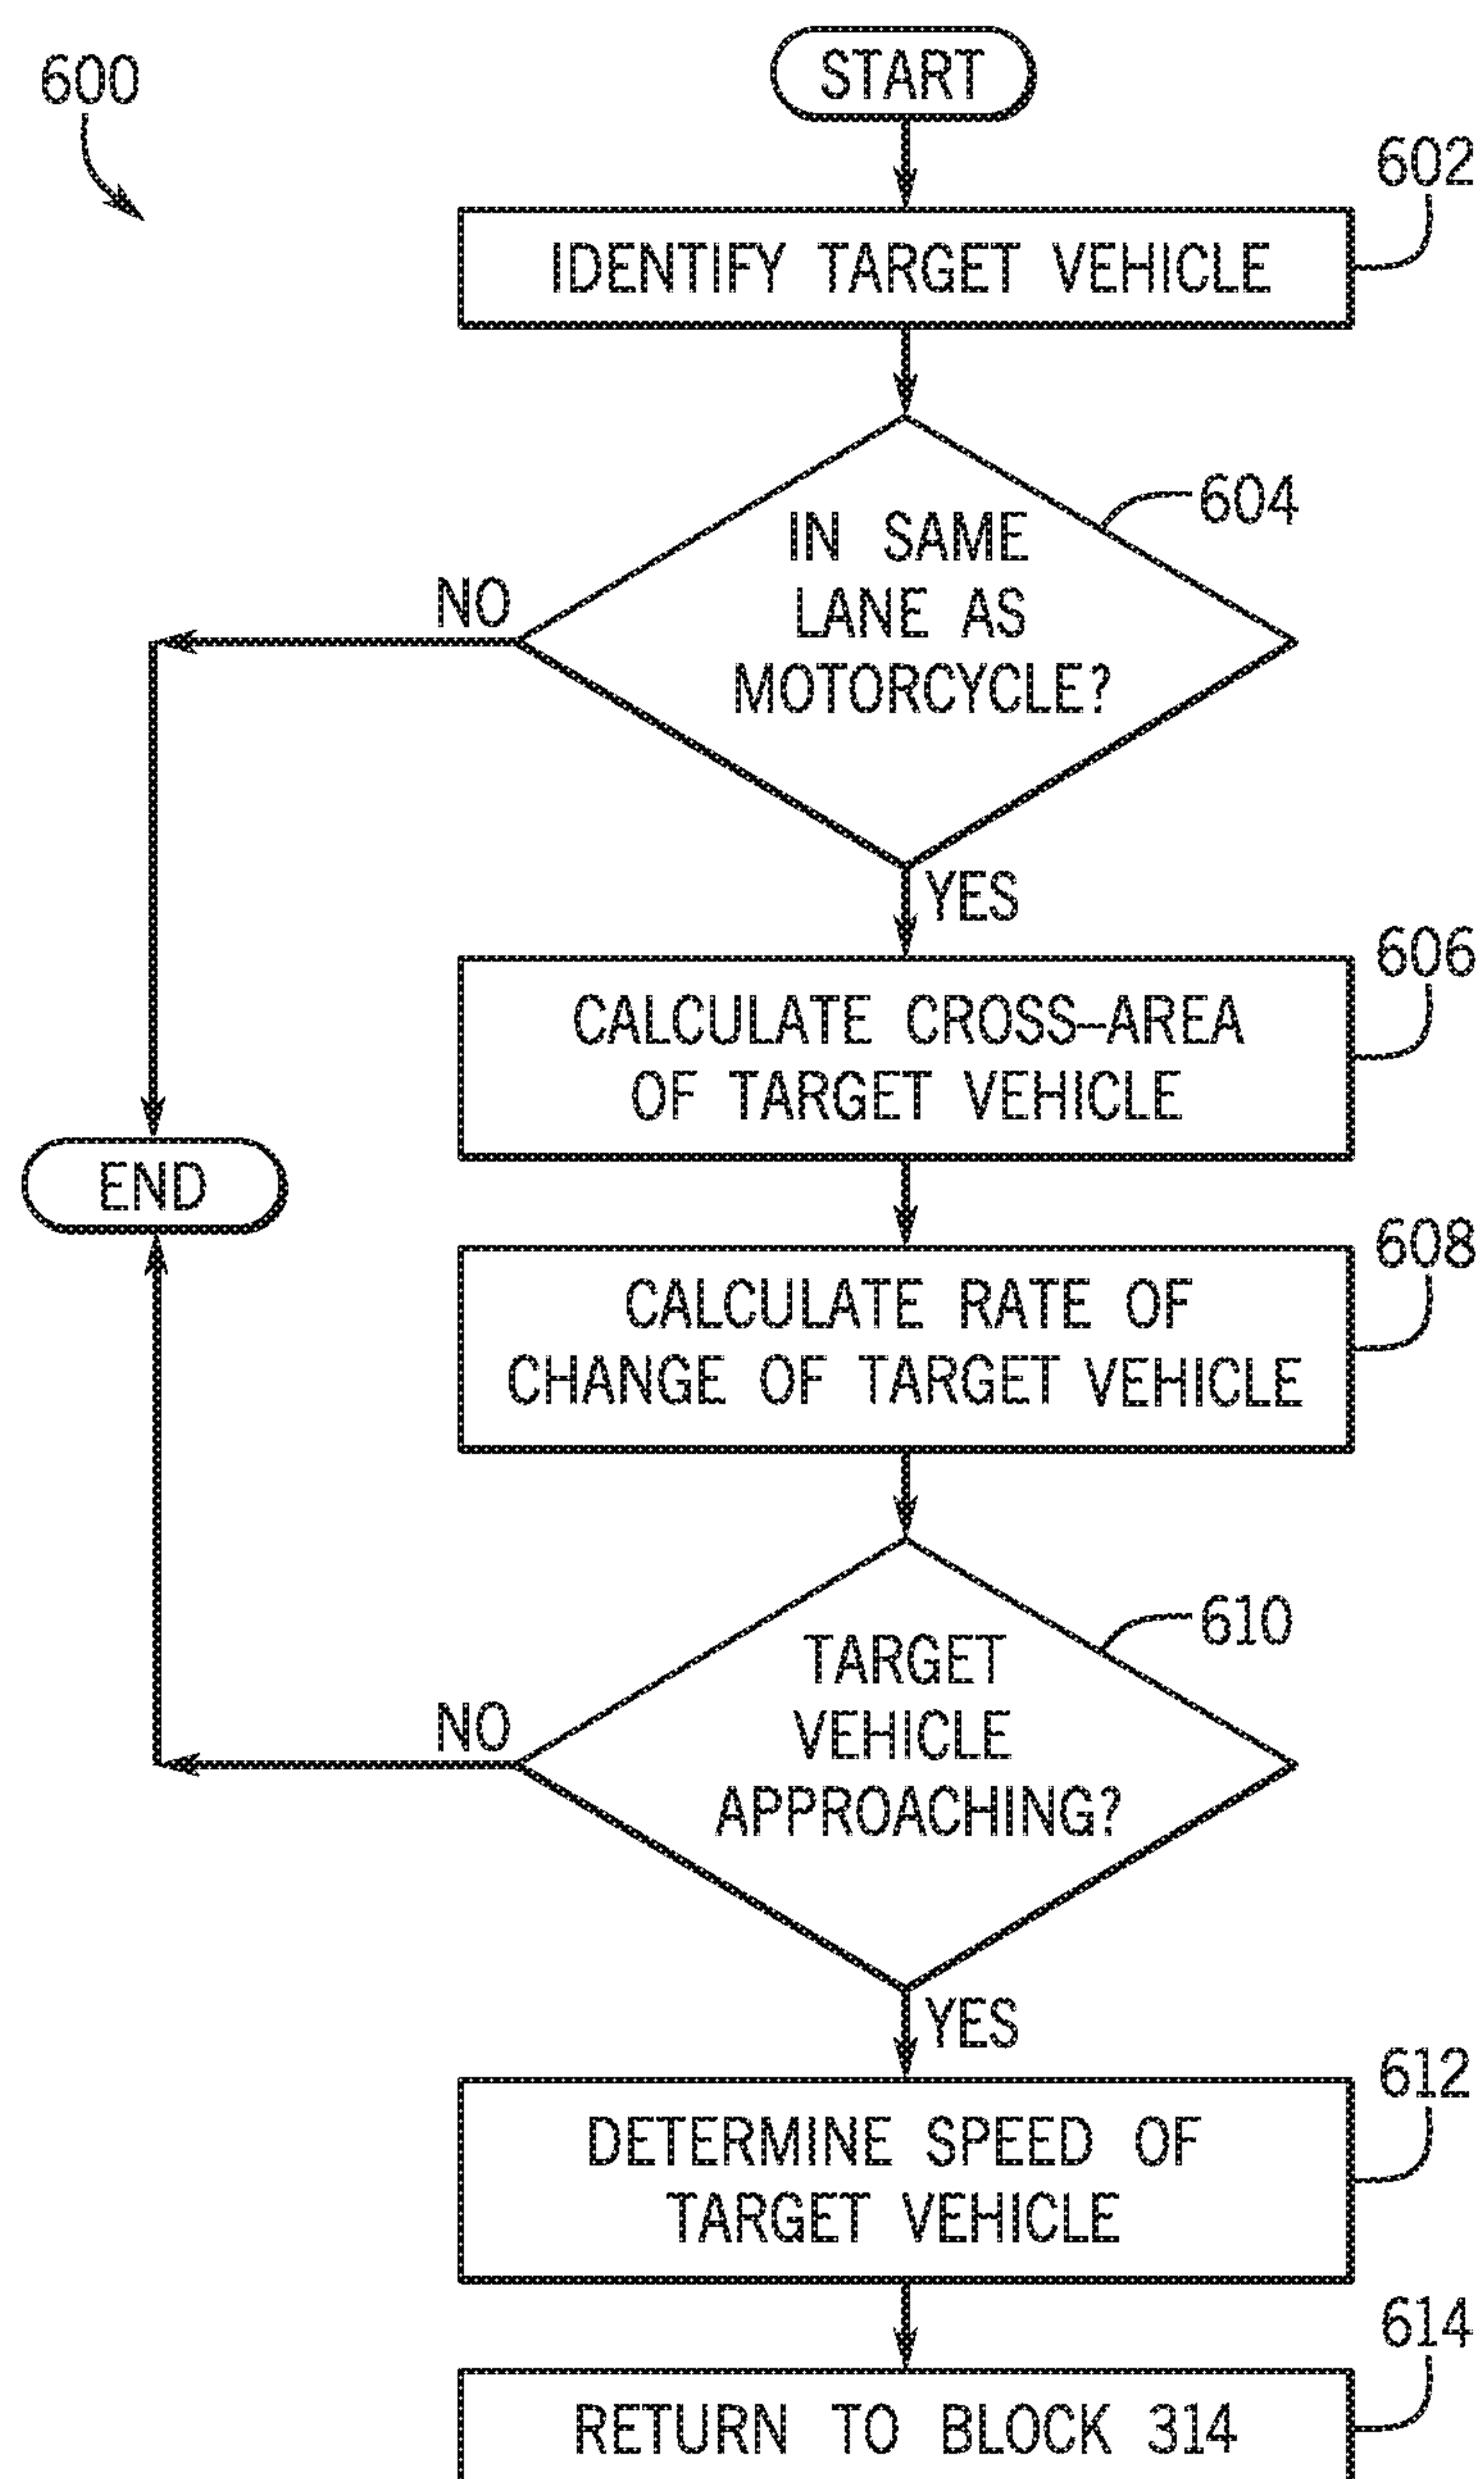 600
START
602
IDENTIFY TARGET VEHICLE
604
IN SAME
LANE AS
MOTORCYCLE?
NO
YES
606
CALCULATE CROSS–AREA
OF TARGET VEHICLE
END
608
CALCULATE RATE OF
CHANGE OF TARGET VEHICLE
610
TARGET
VEHICLE
APPROACHING?
NO
YES
612
DETERMINE SPEED OF
TARGET VEHICLE
614
RETURN TO BLOCK 314